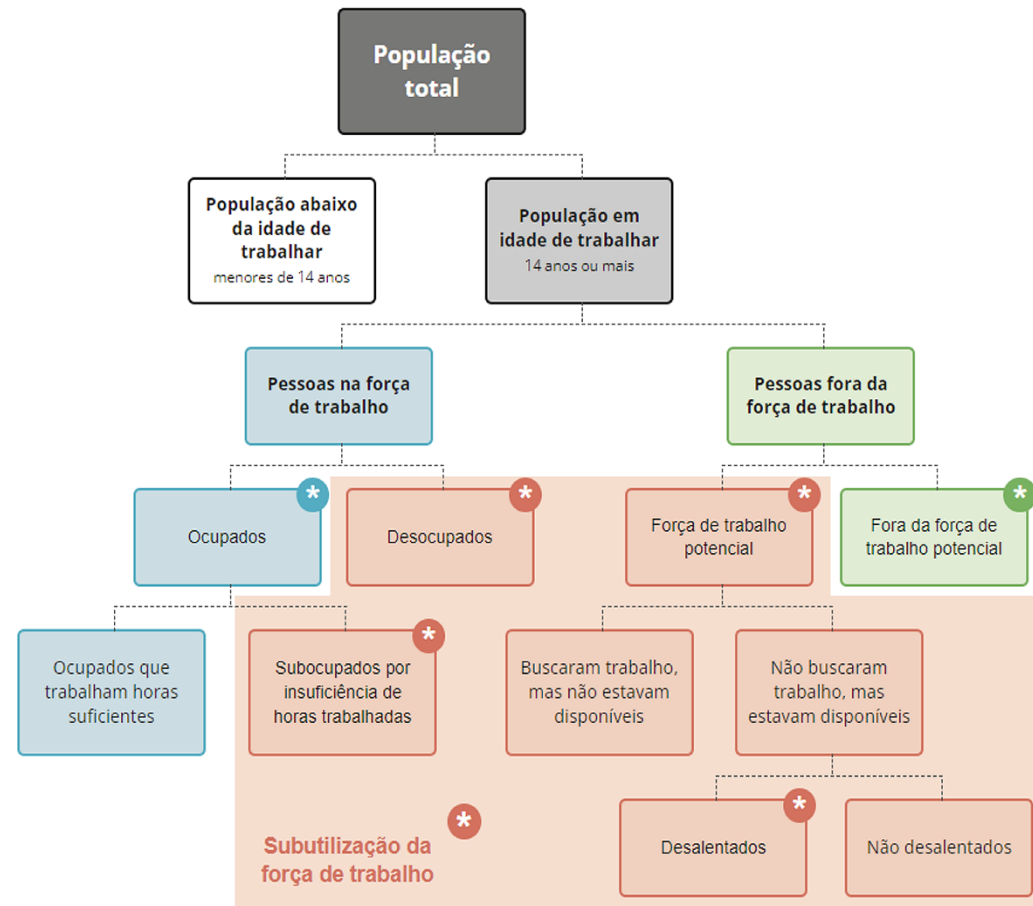 População
total
População abaixo
da idade de
trabalhar
menores de 14 anos
População em
idade de trabalhar
14 anos ou mais
Pessoas na força
de trabalho
Pessoas fora da
força de trabalho
*
Ocupados
*
Desocupados
*
Força de trabalho
potencial
*
Fora da força de
trabalho potencial
Ocupados que
trabalham horas
suficientes
*
Subocupados por
insuficiência de
horas trabalhadas
Buscaram trabalho,
mas não estavam
disponíveis
Não buscaram
trabalho, mas
estavam disponíveis
*
Subutilização da
força de trabalho
*
Desalentados
Não desalentados